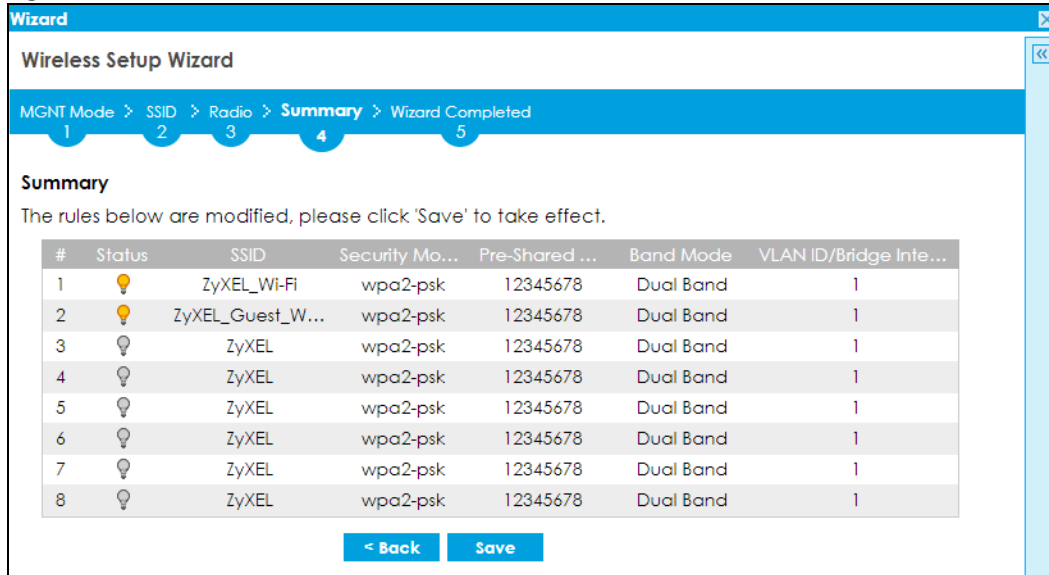 Wizard
Wireless Setup Wizard
MGNT Mode > SSID > Radio > Summary > Wizard Completed
1 2 3 4 5
Summary
The rules below are modified, please click 'Save' to take effect.
# Status SSID Security Mo... Pre-Shared ... Band Mode VLAN ID/Bridge Inte...
1 ZyXEL_Wi-Fi wpa2-psk 12345678 Dual Band 1
2 ZyXEL_Guest_W... wpa2-psk 12345678 Dual Band 1
3 ZyXEL wpa2-psk 12345678 Dual Band 1
4 ZyXEL wpa2-psk 12345678 Dual Band 1
5 ZyXEL wpa2-psk 12345678 Dual Band 1
6 ZyXEL wpa2-psk 12345678 Dual Band 1
7 ZyXEL wpa2-psk 12345678 Dual Band 1
8 ZyXEL wpa2-psk 12345678 Dual Band 1
< Back Save